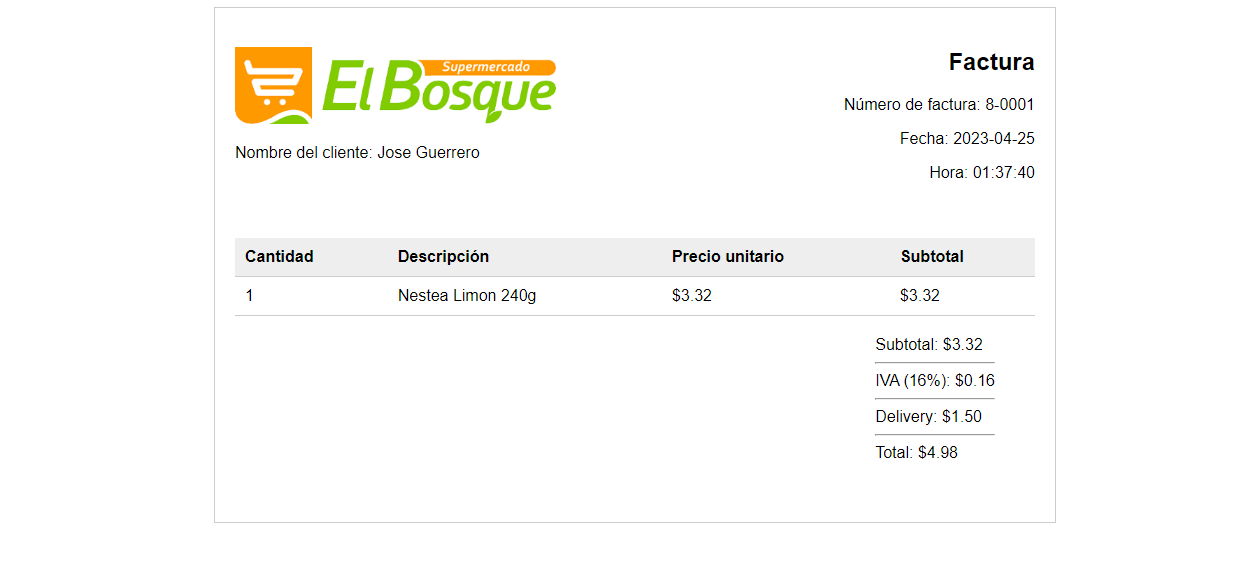 Supermercado
El Bosque
Nombre del cliente: Jose Guerrero
Factura
Número de factura: 8-0001
Fecha: 2023-04-25
Hora: 01:37:40
Cantidad Descripción Precio unitario Subtotal
1 Nestea Limon 240g $3.32 $3.32
Subtotal: $3.32
IVA (16%): $0.16
Delivery: $1.50
Total: $4.98